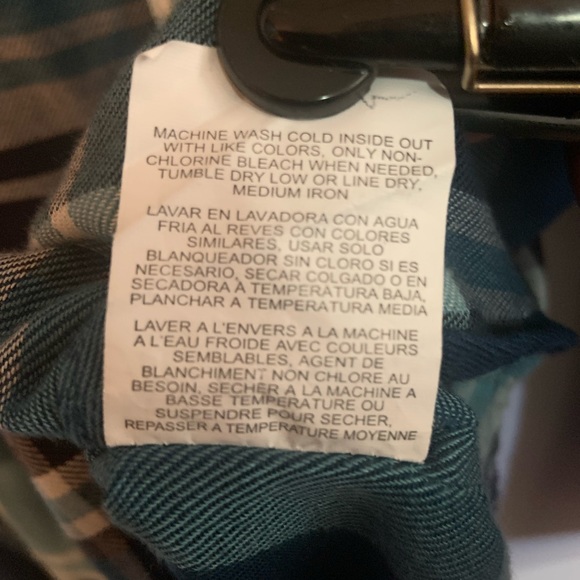 MACHINE WASH COLD INSIDE OUT
WITH LIKE COLORS, ONLY NON-
CHLORINE BLEACH WHEN NEEDED,
TUMBLE DRY LOW OR LINE DRY,
MEDIUM IRON
LAVAR EN LAVADORA CON AGUA
FRIA AL REVES CON COLORES
SIMILARES, USAR SOLO
BLANQUEADOR SIN CLORO SI ES
NECESARIO, SECAR COLGADO O EN
SECADORA À TEMPERATURA BAJA,
PLANCHAR A TEMPERATURA MEDIA
LAVER A L'ENVERS A LA MACHINE
A L'EAU FROIDE AVEC COULEURS
SEMBLABLES, AGENT DE
BLANCHIMENT NON CHLORE AU
BESOIN, SECHER A LA MACHINE A
BASSE TEMPERATURE OU
SUSPENDRE POUR SECHER,
REPASSER A TEMPERATURE MOYENNE